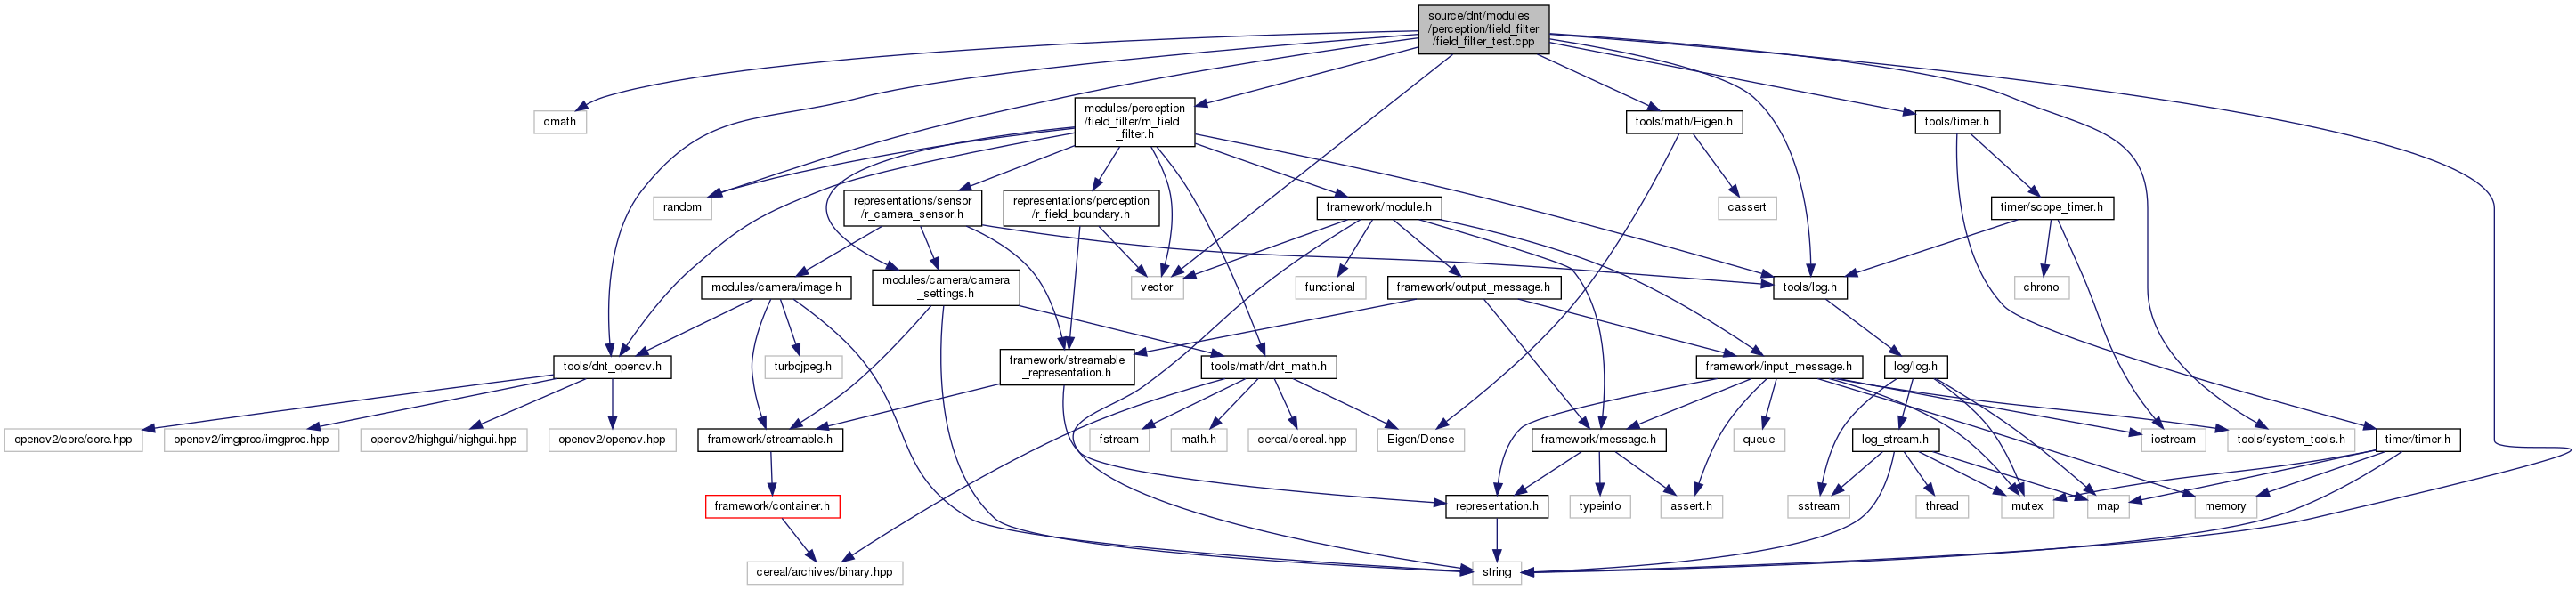 source/dnt/modules
/perception/field_filter
/field_filter_test.cpp
cmath
modules/perception
/field_filter/m_field
_filter.h
tools/math/Eigen.h
tools/timer.h
random
representations/sensor
/r_camera_sensor.h
representations/perception
/r_field_boundary.h
framework/module.h
cassert
timer/scope_timer.h
modules/camera/image.h
modules/camera/camera
_settings.h
vector
functional
framework/output_message.h
tools/log.h
chrono
tools/dnt_opencv.h
turbojpeg.h
framework/streamable
_representation.h
tools/math/dnt_math.h
framework/input_message.h
log/log.h
opencv2/core/core.hpp
opencv2/imgproc/imgproc.hpp
opencv2/highgui/highgui.hpp
opencv2/opencv.hpp
framework/streamable.h
fstream
math.h
cereal/cereal.hpp
Eigen/Dense
framework/message.h
queue
log_stream.h
iostream
tools/system_tools.h
timer/timer.h
framework/container.h
representation.h
typeinfo
assert.h
sstream
thread
mutex
map
memory
cereal/archives/binary.hpp
string